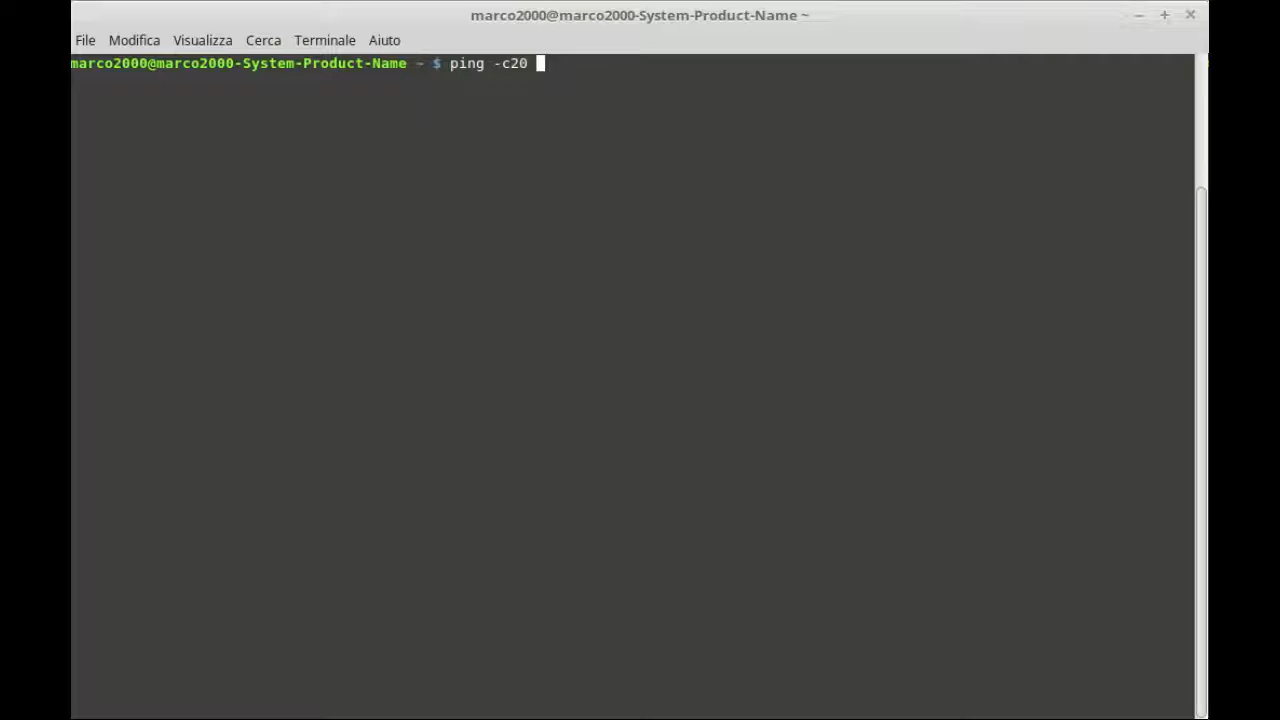 marco2000@marco2000-System-Product-Name ~
File Modifica Visualizza Cerca Terminale Aiuto
marco2000@marco2000-System-Product-Name ~ $ ping -c20